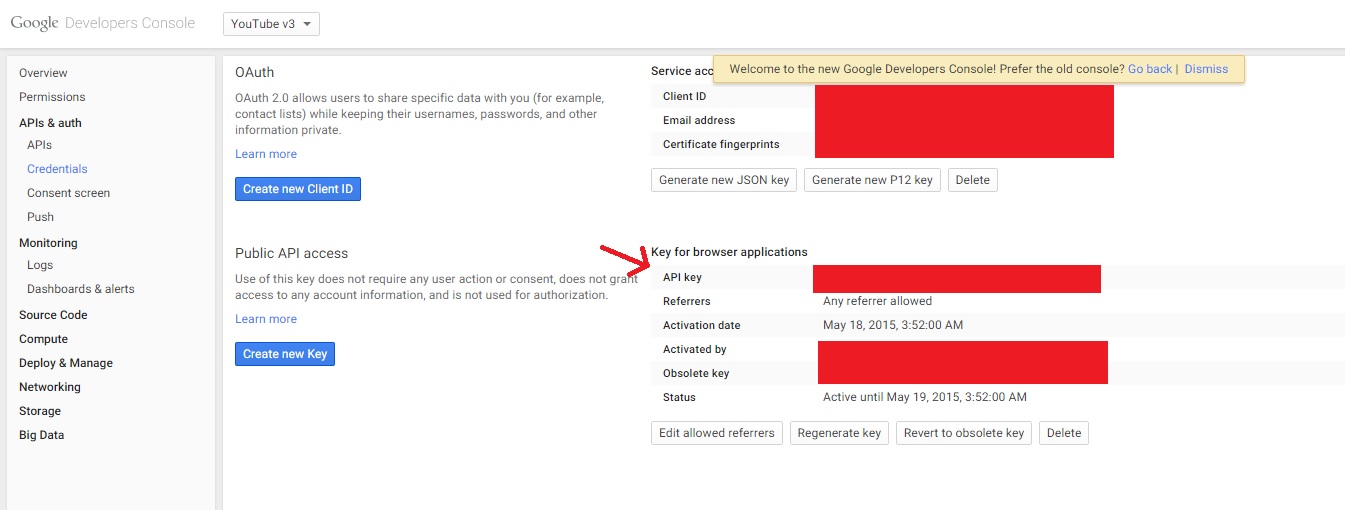 Google Developers Console
YouTube v3
Welcome to the new Google Developers Console! Prefer the old console? Go back | Dismiss
Overview
Permissions
APIs & auth
APIs
Credentials
Consent screen
Push
Monitoring
Logs
Dashboards & alerts
Source Code
Compute
Deploy & Manage
Networking
Storage
Big Data
OAuth
OAuth 2.0 allows users to share specific data with you (for example,
contact lists) while keeping their usernames, passwords, and other
information private.
Learn more
Create new Client ID
Service
Client ID
Email address
Certificate fingerprints
Generate new JSON key Generate new P12 key Delete
Public API access
Use of this key does not require any user action or consent, does not grant
access to any account information, and is not used for authorization.
Learn more
Create new Key
Key for browser applications
API key
Referrers Any referrer allowed
Activation date May 18, 2015, 3:52:00 AM
Activated by
Obsolete key
Status Active until May 19, 2015, 3:52:00 AM
Edit allowed referrers Regenerate key Revert to obsolete key Delete